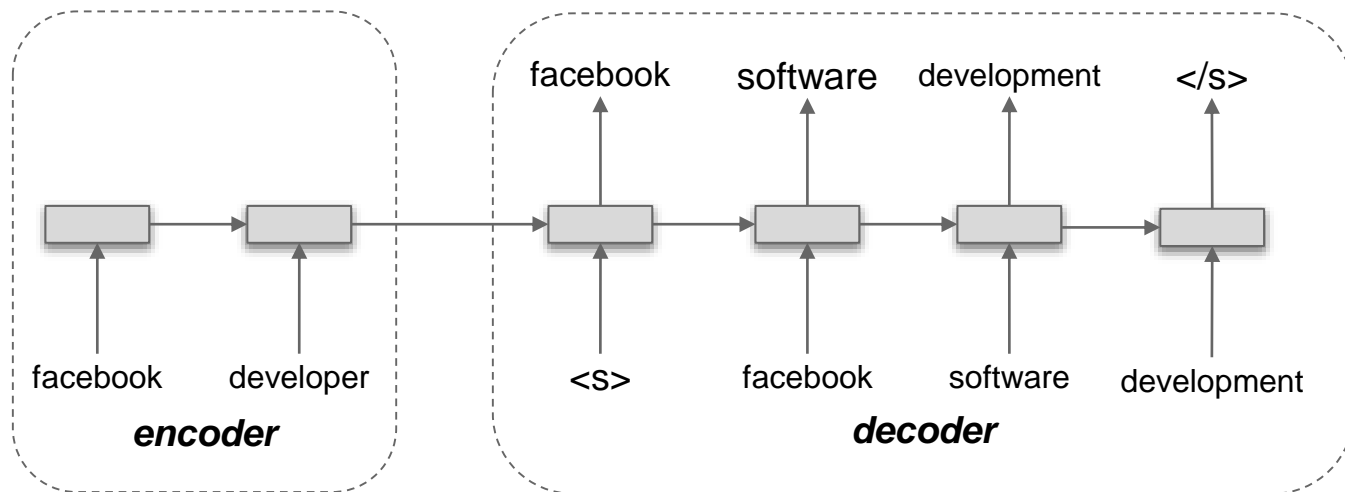 facebook software development </s>
facebook developer <s> facebook software development
encoder decoder